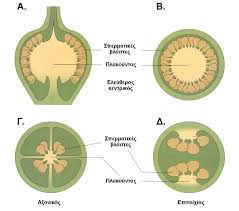 Α.
Β.
Σπερματικές
βλάστες
Πλακούντας
Ελεύθερος
κεντρικός
Γ.
Δ.
Σπερματικές
βλάστες
Πλακούντας
Αξονικός
Επιτοίχιος